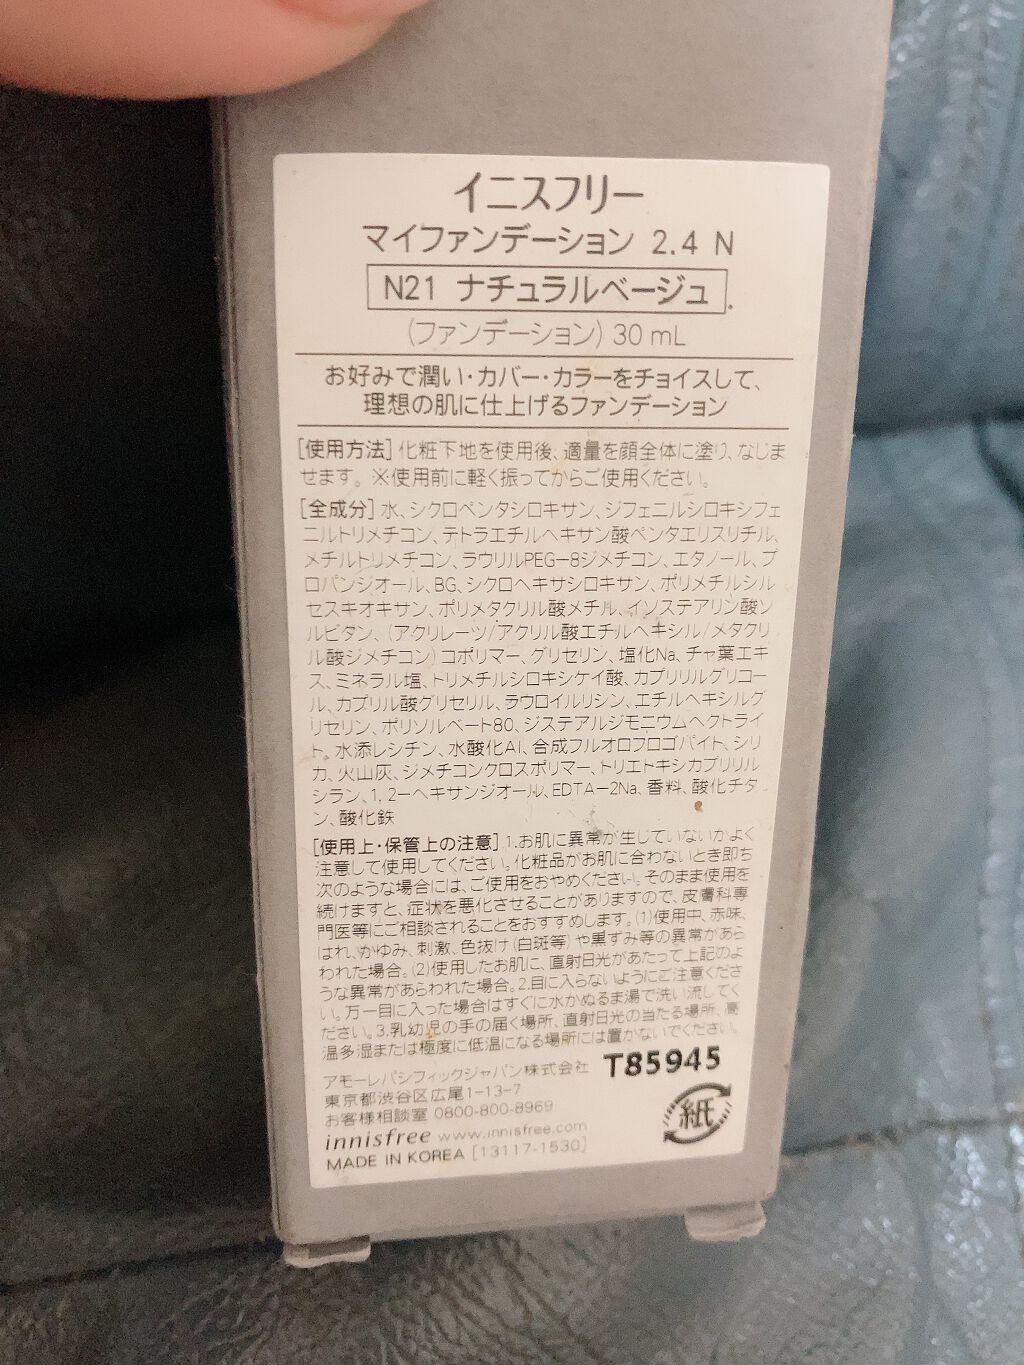 イニスフリー
マイファンデーション 2.4 N
N21 ナチュラルベージュ
(ファンデーション) 30 mL
お好みで潤い・カバー・カラーをチョイスして、
理想の肌に仕上げるファンデーション
[使用方法] 化粧下地を使用後、適量を顔全体に塗り、なじま
せます。※使用前に軽く振ってからご使用ください。
[全成分] 水、シクロペンタシロキサン、ジフェニルシロキシフェ
ニルトリメチコン、テトラエチルヘキサン酸ペンタエリスリチル、
メチルトリメチコン、ラウリルPEG-8ジメチコン、エタノール、プ
ロパンジオール、BG、シクロヘキサシロキサン、ポリメチルシル
セスキオキサン、ポリメタクリル酸メチル、イソステアリン酸ソ
ルビタン、(アクリレーツ/アクリル酸エチルヘキシル/メタクリ
ル酸ジメチコン)コポリマー、グリセリン、塩化Na、チャ葉エキ
ス、ミネラル塩、トリメチルシロキシケイ酸、カプリリルグリコー
ル、カプリル酸グリセリル、ラウロイルリシン、エチルヘキシルグ
リセリン、ポリソルベート80、ジステアルジモニウムヘクトライ
ト、水添レシチン、水酸化Al、合成フルオロフロゴパイト、シリ
カ、火山灰、ジメチコンクロスポリマー、トリエトキシカプリリル
シラン、1,2-ヘキサンジオール、EDTA-2Na、香料、酸化チタ
ン、酸化鉄
[使用上・保管上の注意] 1.お肌に異常が生じていないかよく
注意して使用してください。化粧品がお肌に合わないとき即ち
次のような場合には、ご使用をおやめください。そのまま使用を
続けますと、症状を悪化させることがありますので、皮膚科専
門医等にご相談されることをおすすめします。(1)使用中、赤味、
はれ、かゆみ、刺激、色抜け(白斑等)や黒ずみ等の異常があら
われた場合。(2)使用したお肌に、直射日光があたって上記のよ
うな異常があらわれた場合。2.目に入らないようにご注意くださ
い。万一目に入った場合はすぐに水かぬるま湯で洗い流してく
ださい。3.乳幼児の手の届く場所、直射日光の当たる場所、高
温多湿または極度に低温になる場所には置かないでください。
アモーレパシフィックジャパン株式会社 T85945
東京都渋谷区広尾1-13-7
お客様相談室 0800-800-8969
紙
innisfree www.innisfree.com
MADE IN KOREA [13117-1530]